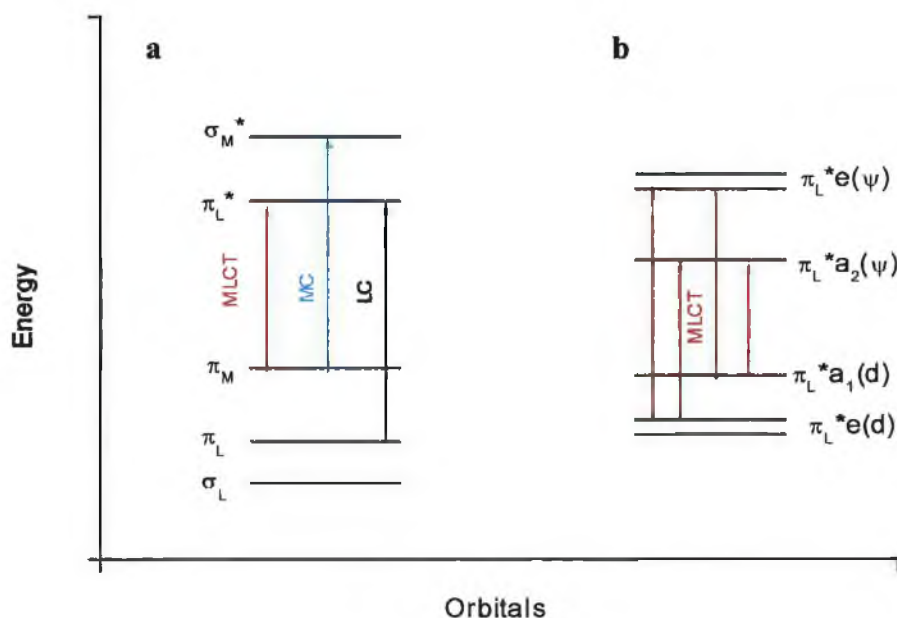 a
b
σM*
πL*
πM
πL
σL
MLCT
MC
LC
πL*e(ψ)
πL*a2(ψ)
MLCT
πL*a1(d)
πL*e(d)
Energy
Orbitals